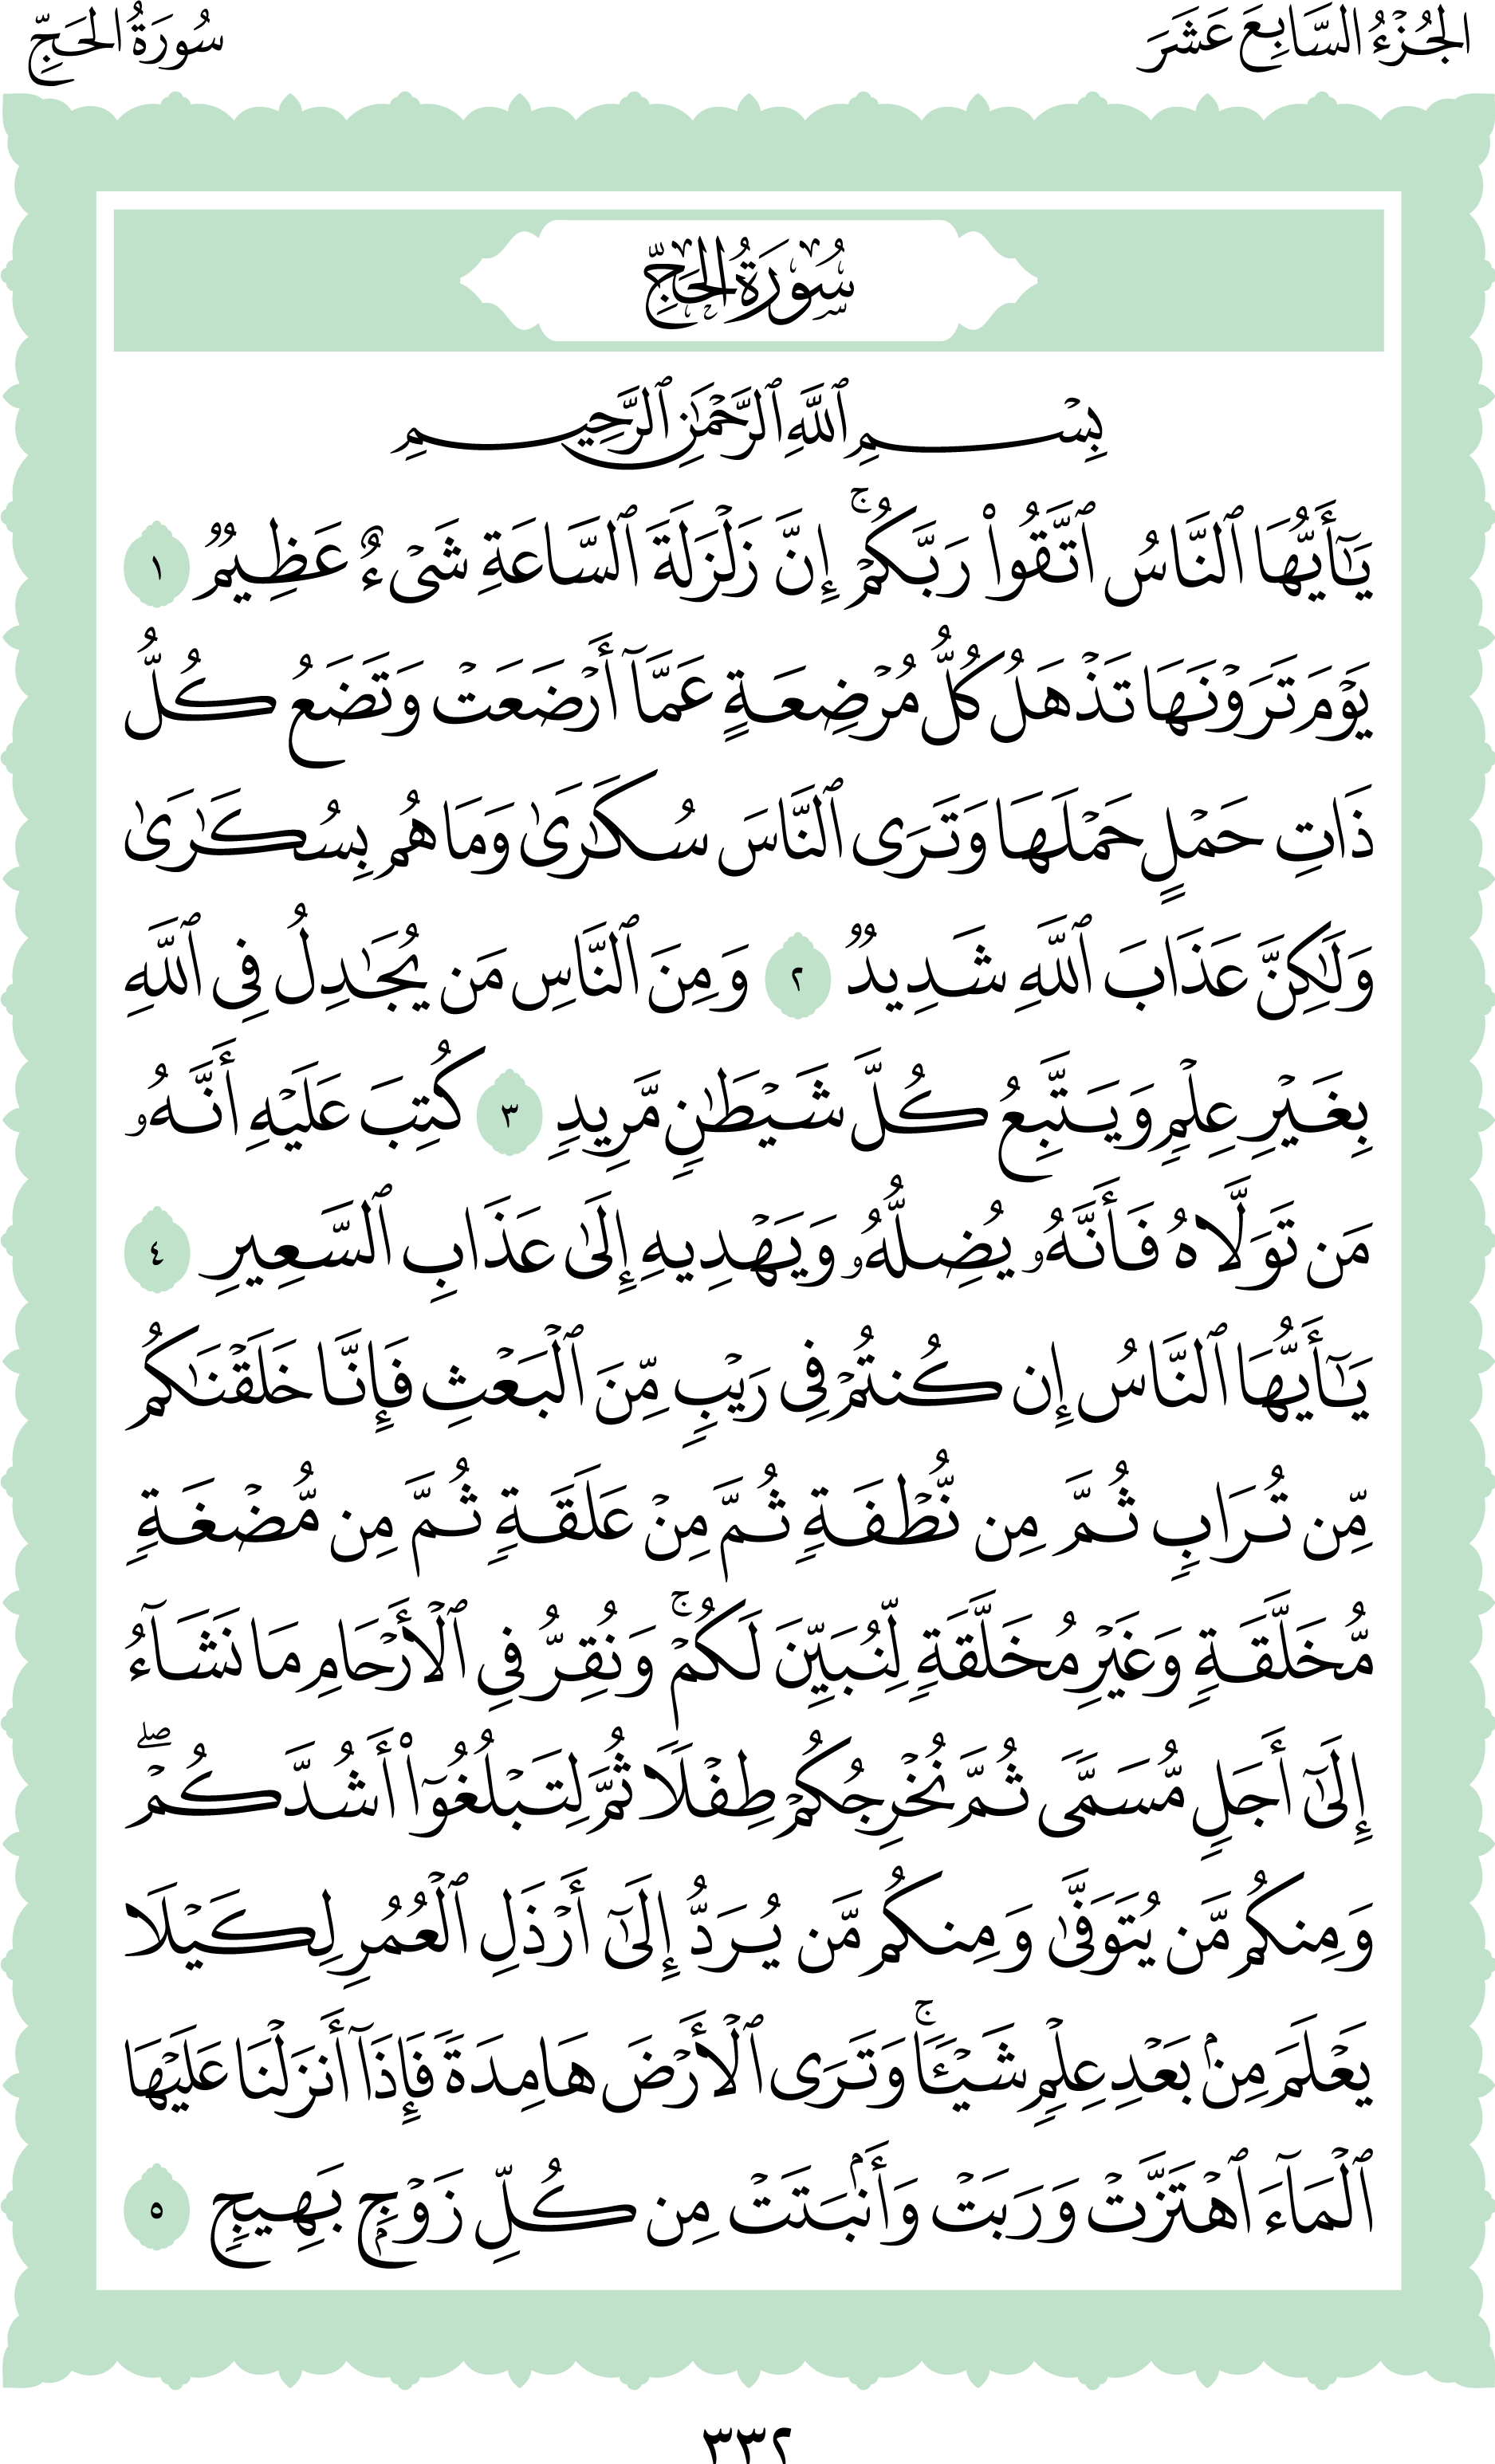 الجُزْءُ السَّابِعَ عَشَرَ
سُورَةُ الحَجِّ
سُورَةُ الحَجِّ
بِسْمِ ٱللَّهِ ٱلرَّحْمَٰنِ ٱلرَّحِيمِ
يَٰٓأَيُّهَا ٱلنَّاسُ ٱتَّقُوا۟ رَبَّكُمْ ۚ إِنَّ زَلْزَلَةَ ٱلسَّاعَةِ شَىْءٌ عَظِيمٌ ١
يَوْمَ تَرَوْنَهَا تَذْهَلُ كُلُّ مُرْضِعَةٍ عَمَّآ أَرْضَعَتْ وَتَضَعُ كُلُّ
ذَاتِ حَمْلٍ حَمْلَهَا وَتَرَى ٱلنَّاسَ سُكَٰرَىٰ وَمَا هُم بِسُكَٰرَىٰ
وَلَٰكِنَّ عَذَابَ ٱللَّهِ شَدِيدٌ ٢ وَمِنَ ٱلنَّاسِ مَن يُجَٰدِلُ فِى ٱللَّهِ
بِغَيْرِ عِلْمٍ وَيَتَّبِعُ كُلَّ شَيْطَٰنٍ مَّرِيدٍ ٣ كُتِبَ عَلَيْهِ أَنَّهُۥ
مَن تَوَلَّاهُ فَأَنَّهُۥ يُضِلُّهُۥ وَيَهْدِيهِ إِلَىٰ عَذَابِ ٱلسَّعِيرِ ٤
يَٰٓأَيُّهَا ٱلنَّاسُ إِن كُنتُمْ فِى رَيْبٍ مِّنَ ٱلْبَعْثِ فَإِنَّا خَلَقْنَٰكُم
مِّن تُرَابٍ ثُمَّ مِن نُّطْفَةٍ ثُمَّ مِنْ عَلَقَةٍ ثُمَّ مِن مُّضْغَةٍ
مُّخَلَّقَةٍ وَغَيْرِ مُخَلَّقَةٍ لِّنُبَيِّنَ لَكُمْ ۚ وَنُقِرُّ فِى ٱلْأَرْحَامِ مَا نَشَآءُ
إِلَىٰٓ أَجَلٍ مُّسَمًّى ثُمَّ نُخْرِجُكُمْ طِفْلًا ثُمَّ لِتَبْلُغُوٓا۟ أَشُدَّكُمْ ۖ
وَمِنكُم مَّن يُتَوَفَّىٰ وَمِنكُم مَّن يُرَدُّ إِلَىٰٓ أَرْذَلِ ٱلْعُمُرِ لِكَيْلَا
يَعْلَمَ مِنۢ بَعْدِ عِلْمٍ شَيْـًٔا ۚ وَتَرَى ٱلْأَرْضَ هَامِدَةً فَإِذَآ أَنزَلْنَا عَلَيْهَا
ٱلْمَآءَ ٱهْتَزَّتْ وَرَبَتْ وَأَنۢبَتَتْ مِن كُلِّ زَوْجٍۭ بَهِيجٍ ٥
٣٣٢